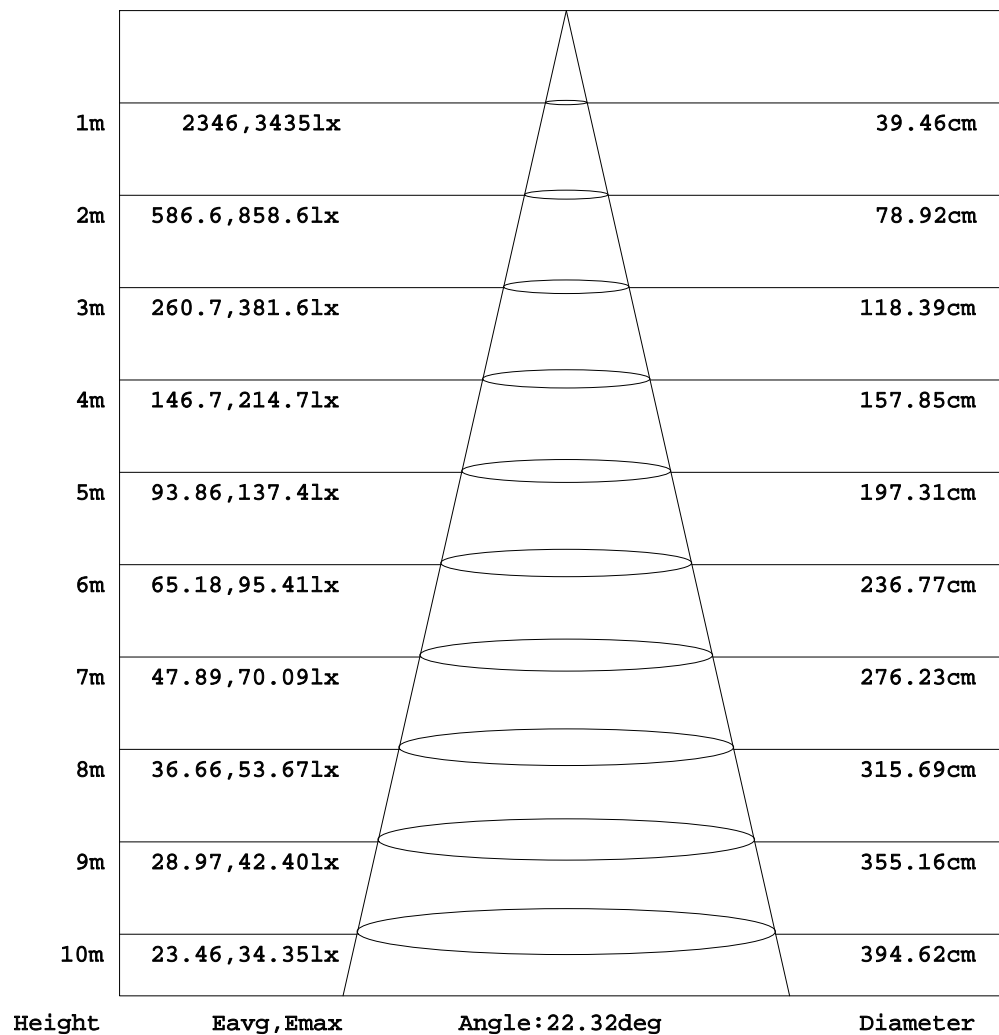 1m 2346,3435lx 39.46cm
2m 586.6,858.6lx 78.92cm
3m 260.7,381.6lx 118.39cm
4m 146.7,214.7lx 157.85cm
5m 93.86,137.4lx 197.31cm
6m 65.18,95.41lx 236.77cm
7m 47.89,70.09lx 276.23cm
8m 36.66,53.67lx 315.69cm
9m 28.97,42.40lx 355.16cm
10m 23.46,34.35lx 394.62cm
Height Eavg,Emax Angle:22.32deg Diameter